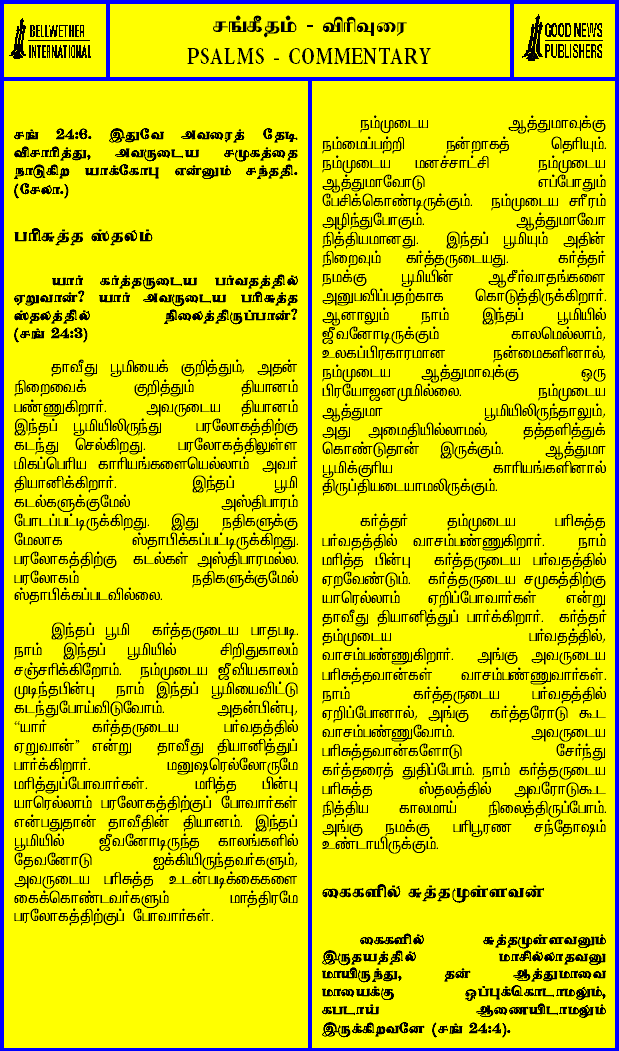 BELLWETHER
INTERNATIONAL
சங்கீதம் - விரிவுரை
PSALMS - COMMENTARY
GOOD NEWS
PUBLISHERS
சங் 24:6. இதுவே அவரைத் தேடி
விசாரித்து, அவருடைய சமுகத்தை
நாடுகிற யாக்கோபு என்னும் சந்ததி.
(சேலா.)
பரிசுத்த ஸ்தலம்
யார் கர்த்தருடைய பர்வதத்தில்
ஏறுவான்? யார் அவருடைய பரிசுத்த
ஸ்தலத்தில் நிலைத்திருப்பான்?
(சங் 24:3)
தாவீது பூமியைக் குறித்தும், அதன்
நிறைவைக் குறித்தும் தியானம்
பண்ணுகிறார். அவருடைய தியானம்
இந்தப் பூமியிலிருந்து பரலோகத்திற்கு
கடந்து செல்கிறது. பரலோகத்திலுள்ள
மிகப்பெரிய காரியங்களையெல்லாம் அவர்
தியானிக்கிறார். இந்தப் பூமி
கடல்களுக்குமேல் அஸ்திபாரம்
போடப்பட்டிருக்கிறது. இது நதிகளுக்கு
மேலாக ஸ்தாபிக்கப்பட்டிருக்கிறது.
பரலோகத்திற்கு கடல்கள் அஸ்திபாரமல்ல.
பரலோகம் நதிகளுக்குமேல்
ஸ்தாபிக்கப்படவில்லை.
இந்தப் பூமி கர்த்தருடைய பாதபடி.
நாம் இந்தப் பூமியில் சிறிதுகாலம்
சஞ்சரிக்கிறோம். நம்முடைய ஜீவியகாலம்
முடிந்தபின்பு நாம் இந்தப் பூமியைவிட்டு
கடந்துபோய்விடுவோம். அதன்பின்பு,
“யார் கர்த்தருடைய பர்வதத்தில்
ஏறுவான்” என்று தாவீது தியானித்துப்
பார்க்கிறார். மனுஷரெல்லோருமே
மரித்துப்போவார்கள். மரித்த பின்பு
யாரெல்லாம் பரலோகத்திற்குப் போவார்கள்
என்பதுதான் தாவீதின் தியானம். இந்தப்
பூமியில் ஜீவனோடிருந்த காலங்களில்
தேவனோடு ஐக்கியிருந்தவர்களும்,
அவருடைய பரிசுத்த உடன்படிக்கைகளை
கைக்கொண்டவர்களும் மாத்திரமே
பரலோகத்திற்குப் போவார்கள்.
நம்முடைய ஆத்துமாவுக்கு
நம்மைப்பற்றி நன்றாகத் தெரியும்.
நம்முடைய மனச்சாட்சி நம்முடைய
ஆத்துமாவோடு எப்போதும்
பேசிக்கொண்டிருக்கும். நம்முடைய சரீரம்
அழிந்துபோகும். ஆத்துமாவோ
நித்தியமானது. இந்தப் பூமியும் அதின்
நிறைவும் கர்த்தருடையது. கர்த்தர்
நமக்கு பூமியின் ஆசீர்வாதங்களை
அனுபவிப்பதற்காக கொடுத்திருக்கிறார்.
ஆனாலும் நாம் இந்தப் பூமியில்
ஜீவனோடிருக்கும் காலமெல்லாம்,
உலகப்பிரகாரமான நன்மைகளினால்,
நம்முடைய ஆத்துமாவுக்கு ஒரு
பிரயோஜனமுமில்லை. நம்முடைய
ஆத்துமா பூமியிலிருந்தாலும்,
அது அமைதியில்லாமல், தத்தளித்துக்
கொண்டுதான் இருக்கும். ஆத்துமா
பூமிக்குரிய காரியங்களினால்
திருப்தியடையாமலிருக்கும்.
கர்த்தர் தம்முடைய பரிசுத்த
பர்வதத்தில் வாசம்பண்ணுகிறார். நாம்
மரித்த பின்பு கர்த்தருடைய பர்வதத்தில்
ஏறவேண்டும். கர்த்தருடைய சமுகத்திற்கு
யாரெல்லாம் ஏறிப்போவார்கள் என்று
தாவீது தியானித்துப் பார்க்கிறார். கர்த்தர்
தம்முடைய பர்வதத்தில்,
வாசம்பண்ணுகிறார். அங்கு அவருடைய
பரிசுத்தவான்கள் வாசம்பண்ணுவார்கள்.
நாம் கர்த்தருடைய பர்வதத்தில்
ஏறிப்போனால், அங்கு கர்த்தரோடு கூட
வாசம்பண்ணுவோம். அவருடைய
பரிசுத்தவான்களோடு சேர்ந்து
கர்த்தரைத் துதிப்போம். நாம் கர்த்தருடைய
பரிசுத்த ஸ்தலத்தில் அவரோடுகூட
நித்திய காலமாய் நிலைத்திருப்போம்.
அங்கு நமக்கு பரிபூரண சந்தோஷம்
உண்டாயிருக்கும்.
கைகளில் சுத்தமுள்ளவன்
கைகளில் சுத்தமுள்ளவனும்
இருதயத்தில் மாசில்லாதவனு
மாயிருந்து, தன் ஆத்துமாவை
மாயைக்கு ஒப்புக்கொடாமலும்,
கபடாய் ஆணையிடாமலும்
இருக்கிறவனே (சங் 24:4).